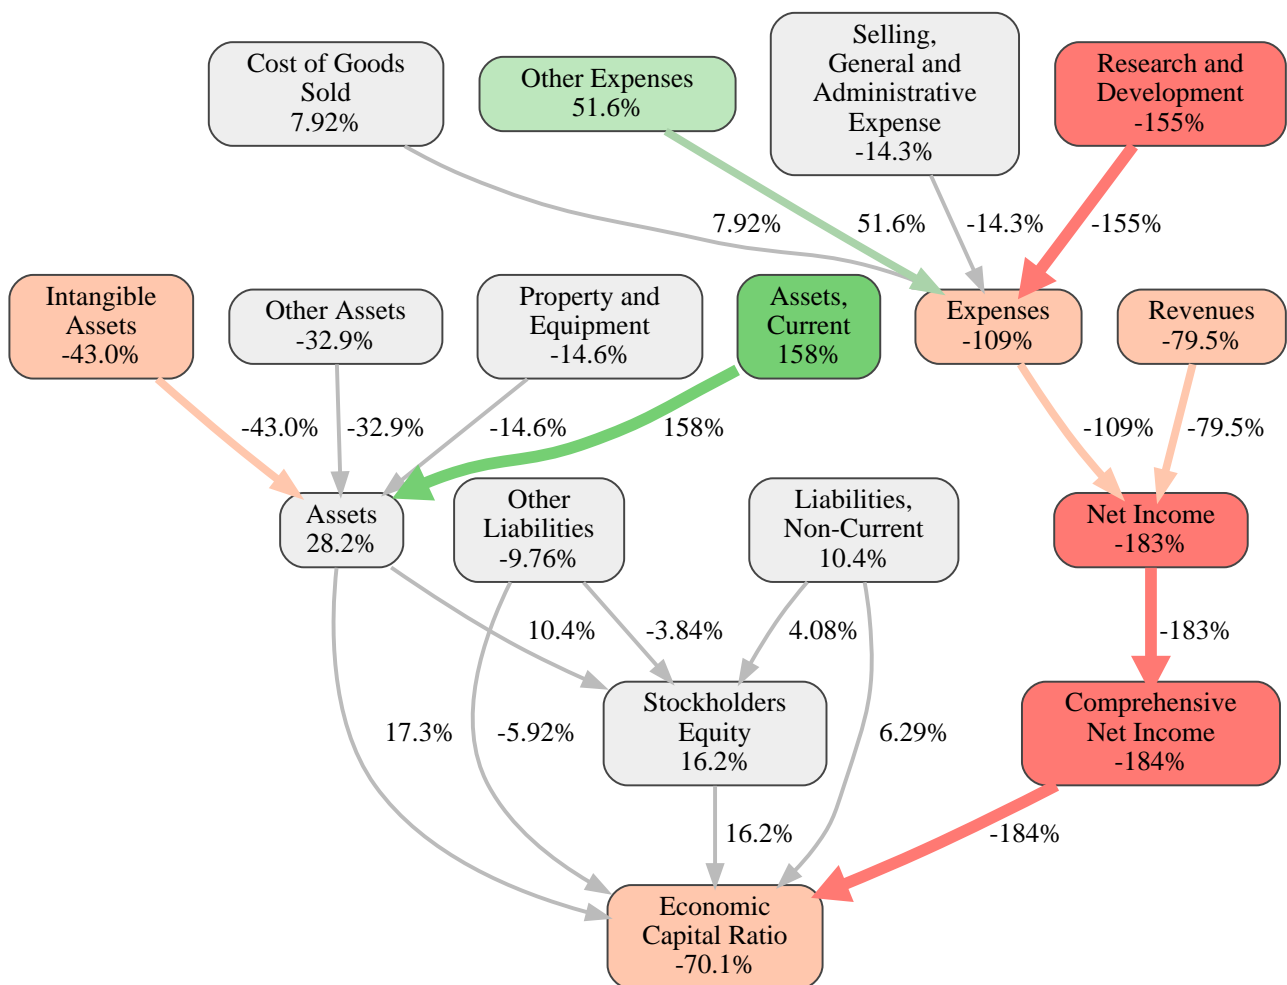 Cost of Goods
Sold
7.92%
Other Expenses
51.6%
Selling,
General and
Administrative
Expense
-14.3%
Research and
Development
-155%
7.92%
51.6%
-14.3%
-155%
Intangible
Assets
-43.0%
Other Assets
-32.9%
Property and
Equipment
-14.6%
Assets,
Current
158%
Expenses
-109%
Revenues
-79.5%
-43.0%
-32.9%
-14.6%
158%
-109%
-79.5%
Assets
28.2%
Other
Liabilities
-9.76%
Liabilities,
Non-Current
10.4%
Net Income
-183%
10.4%
-3.84%
4.08%
-183%
Stockholders
Equity
16.2%
Comprehensive
Net Income
-184%
17.3%
-5.92%
6.29%
16.2%
-184%
Economic
Capital Ratio
-70.1%